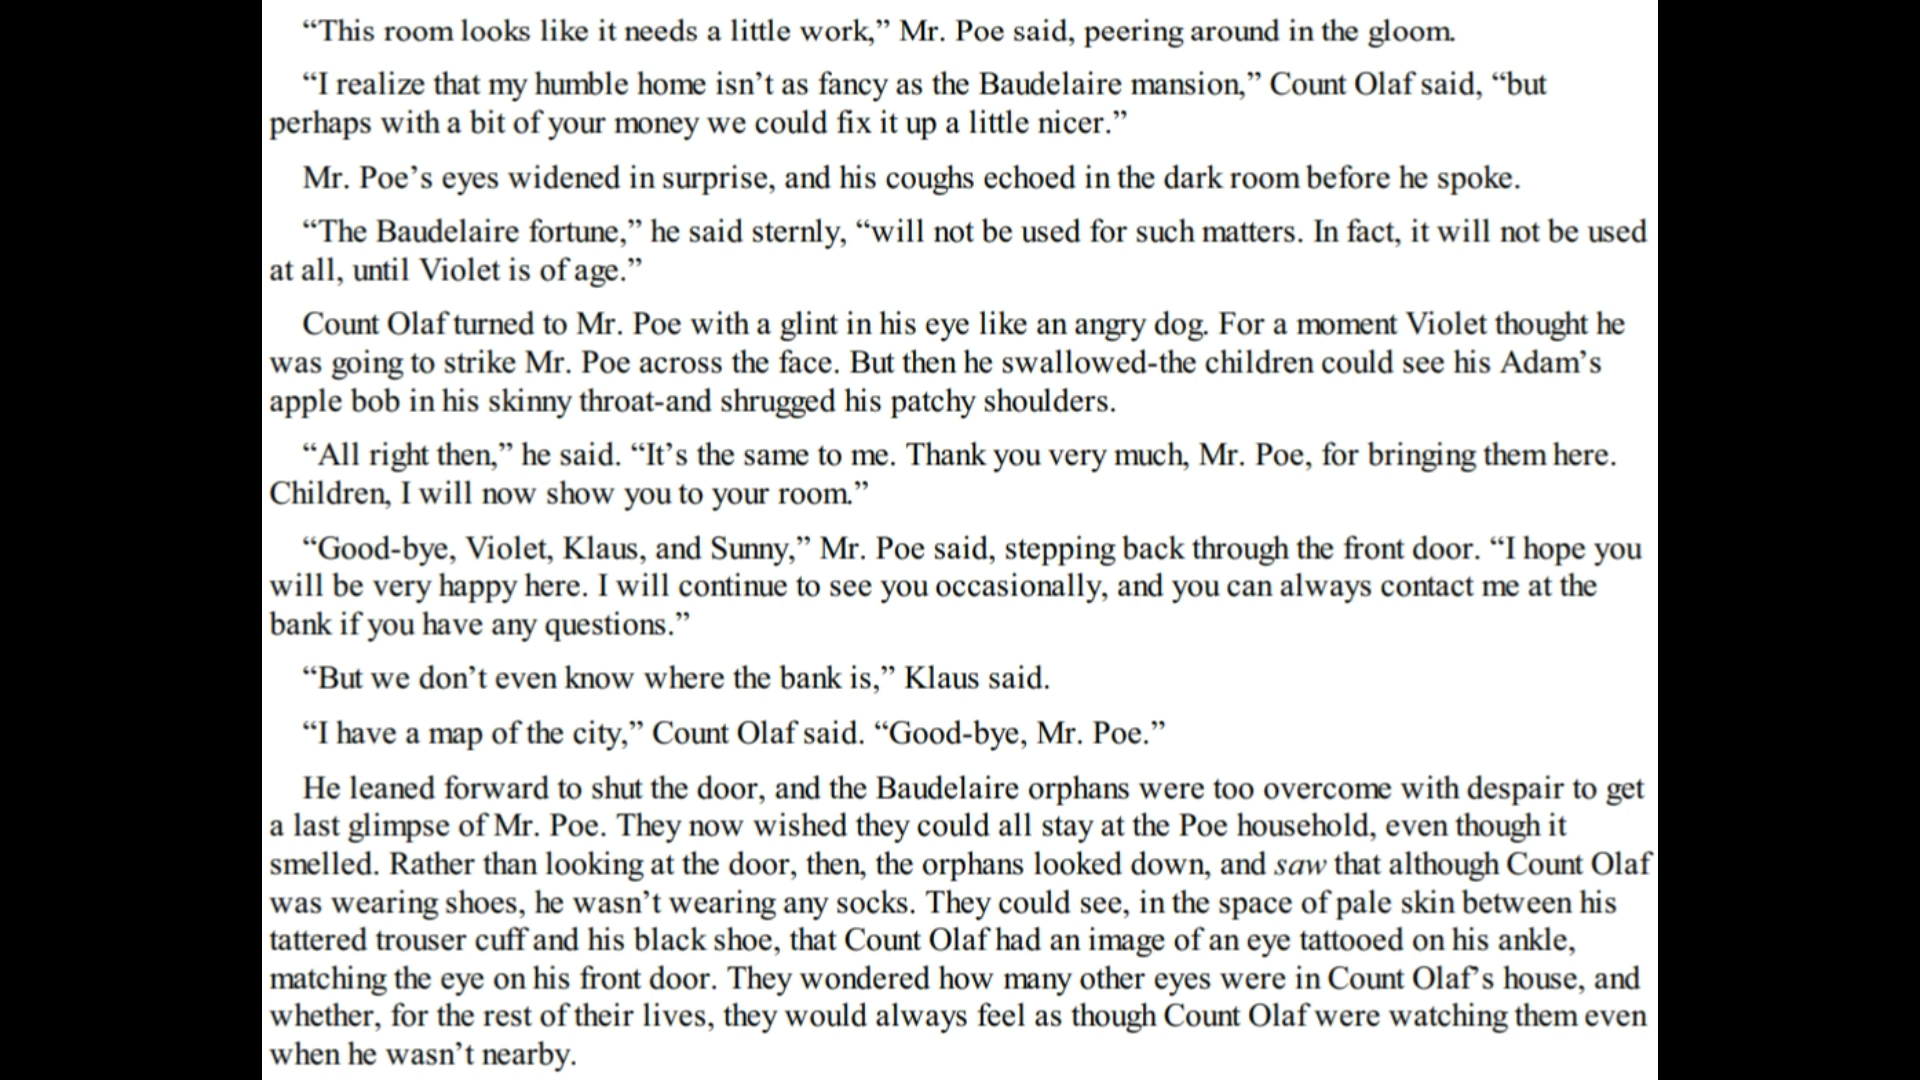 “This room looks like it needs a little work,” Mr. Poe said, peering around in the gloom.
“I realize that my humble home isn’t as fancy as the Baudelaire mansion,” Count Olaf said, “but
perhaps with a bit of your money we could fix it up a little nicer.”
Mr. Poe’s eyes widened in surprise, and his coughs echoed in the dark room before he spoke.
“The Baudelaire fortune,” he said sternly, “will not be used for such matters. In fact, it will not be used
at all, until Violet is of age.”
Count Olaf turned to Mr. Poe with a glint in his eye like an angry dog. For a moment Violet thought he
was going to strike Mr. Poe across the face. But then he swallowed-the children could see his Adam’s
apple bob in his skinny throat-and shrugged his patchy shoulders.
“All right then,” he said. “It’s the same to me. Thank you very much, Mr. Poe, for bringing them here.
Children, I will now show you to your room.”
“Good-bye, Violet, Klaus, and Sunny,” Mr. Poe said, stepping back through the front door. “I hope you
will be very happy here. I will continue to see you occasionally, and you can always contact me at the
bank if you have any questions.”
“But we don’t even know where the bank is,” Klaus said.
“I have a map of the city,” Count Olaf said. “Good-bye, Mr. Poe.”
He leaned forward to shut the door, and the Baudelaire orphans were too overcome with despair to get
a last glimpse of Mr. Poe. They now wished they could all stay at the Poe household, even though it
smelled. Rather than looking at the door, then, the orphans looked down, and saw that although Count Olaf
was wearing shoes, he wasn’t wearing any socks. They could see, in the space of pale skin between his
tattered trouser cuff and his black shoe, that Count Olaf had an image of an eye tattooed on his ankle,
matching the eye on his front door. They wondered how many other eyes were in Count Olaf’s house, and
whether, for the rest of their lives, they would always feel as though Count Olaf were watching them even
when he wasn’t nearby.